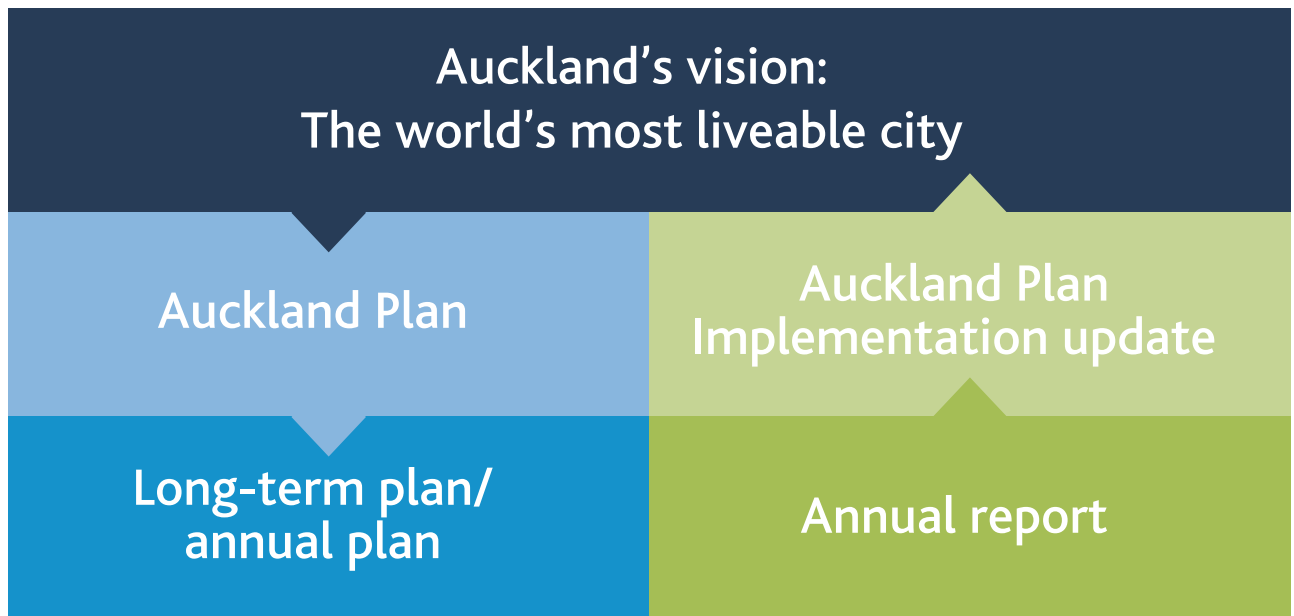 Auckland’s vision:
The world’s most liveable city
Auckland Plan
Auckland Plan
Implementation update
Long-term plan/
annual plan
Annual report